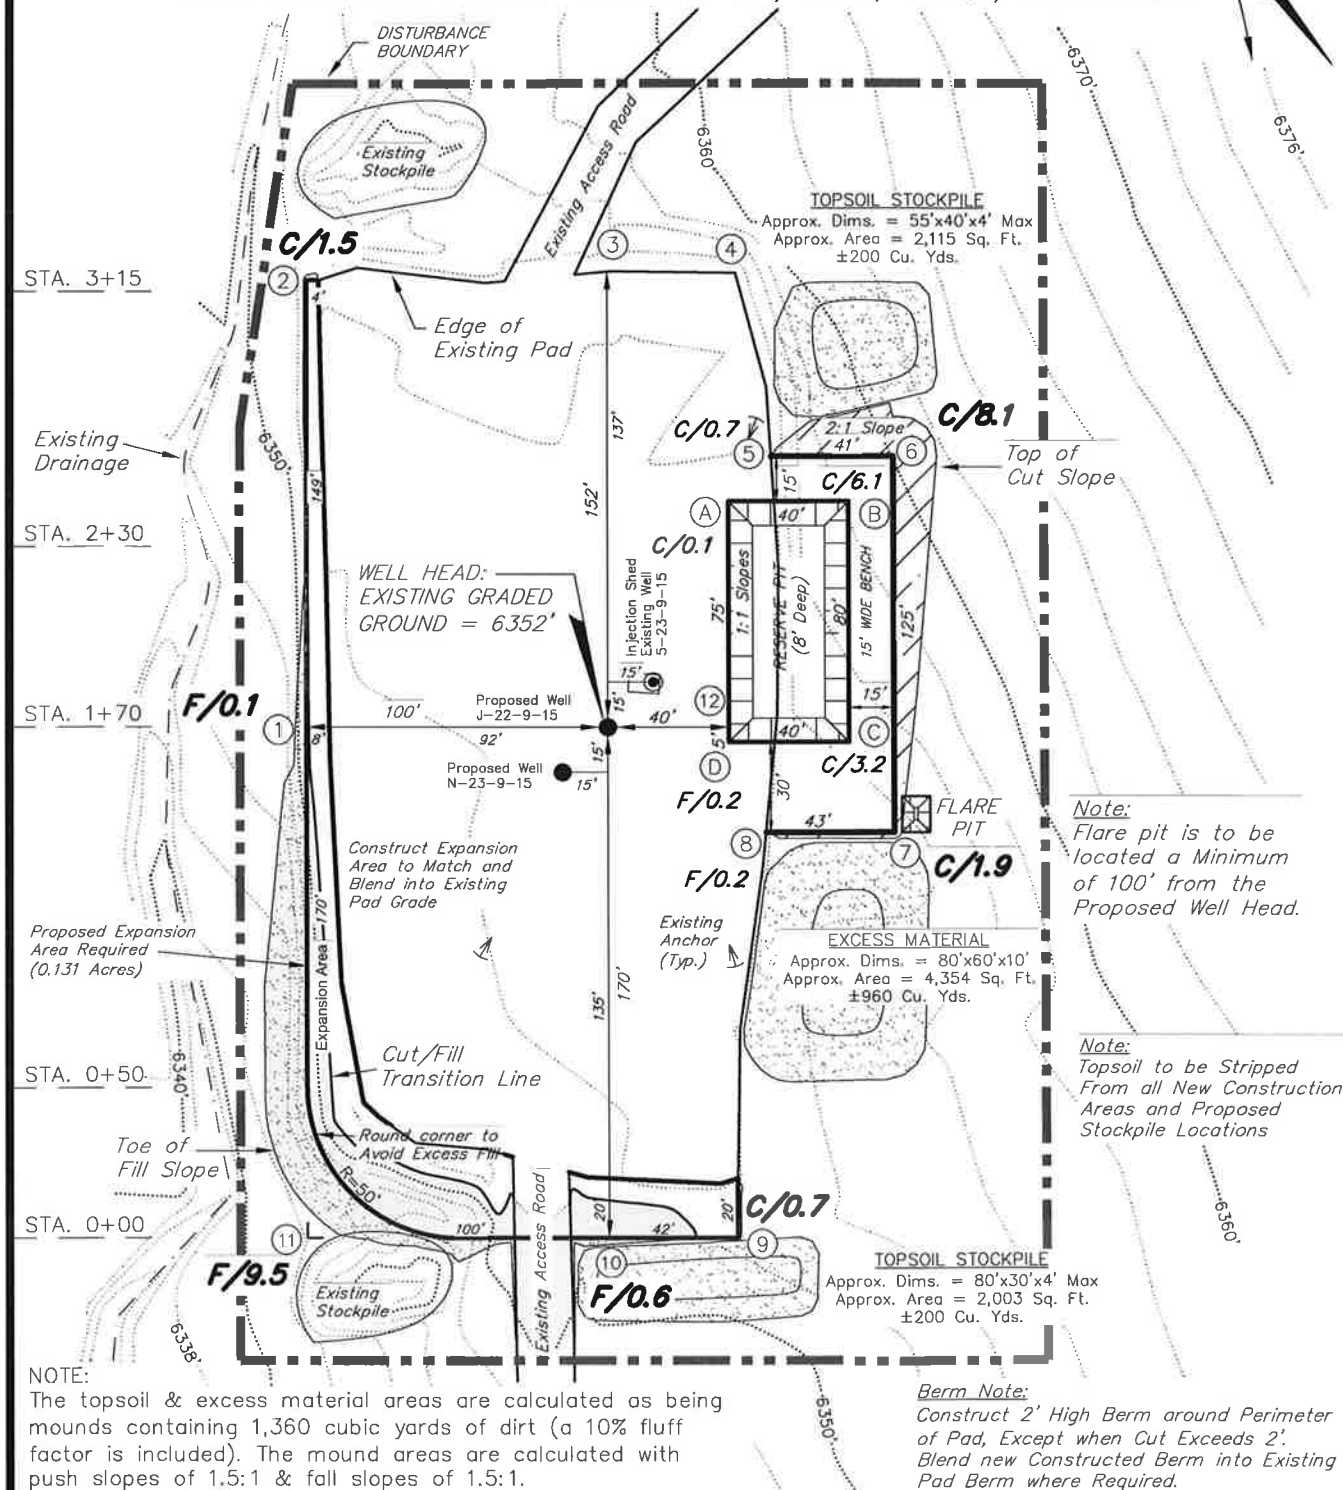 DISTURBANCE
BOUNDARY
6370'
6376'
6360'
Existing
Stockpile
Existing Access Road
TOPSOIL STOCKPILE
Approx. Dims. = 55'x40'x4' Max
Approx. Area = 2,115 Sq. Ft.
±200 Cu. Yds.
C/1.5
3
4
2
STA. 3+15
4'
Edge of
Existing Pad
137'
C/0.7
2:1 Slope
41'
C/8.1
5
6
Existing
Drainage
6350'
Top of
Cut Slope
149'
152'
15'
C/6.1
A
40'
B
STA. 2+30
C/0.1
WELL HEAD:
EXISTING GRADED
GROUND = 6352'
Injection Shed
Existing Well
5-23-9-15
75'
1:1 Slopes
RESERVE PIT
(8' Deep)
80'
15' WIDE BENCH
125'
15'
15'
15'
12
F/0.1
STA. 1+70
1
8'
100'
92'
Proposed Well
J-22-9-15
40'
40'
C
5'
D
C/3.2
Proposed Well
N-23-9-15
15'
15'
F/0.2
30'
43'
FLARE
PIT
8
7
C/1.9
F/0.2
Note:
Flare pit is to be
located a Minimum
of 100' from the
Proposed Well Head.
Construct Expansion
Area to Match and
Blend into Existing
Pad Grade
Proposed Expansion
Area Required
(0.131 Acres)
Expansion Area
170'
Existing
Anchor
(Typ.)
EXCESS MATERIAL
Approx. Dims. = 80'x60'x10'
Approx. Area = 4,354 Sq. Ft.
±960 Cu. Yds.
135'
170'
Note:
Topsoil to be Stripped
From all New Construction
Areas and Proposed
Stockpile Locations
STA. 0+50
6340'
Cut/Fill
Transition Line
Toe of
Fill Slope
Round corner to
Avoid Excess Fill
R=50'
STA. 0+00
11
100'
Existing Access Road
20'
42'
20'
C/0.7
9
10
F/9.5
F/0.6
Existing
Stockpile
6360'
TOPSOIL STOCKPILE
Approx. Dims. = 80'x30'x4' Max
Approx. Area = 2,003 Sq. Ft.
±200 Cu. Yds.
6338'
6350'
NOTE:
The topsoil & excess material areas are calculated as being
mounds containing 1,360 cubic yards of dirt (a 10% fluff
factor is included). The mound areas are calculated with
push slopes of 1.5:1 & fall slopes of 1.5:1.
Berm Note:
Construct 2' High Berm around Perimeter
of Pad, Except when Cut Exceeds 2'.
Blend new Constructed Berm into Existing
Pad Berm where Required.